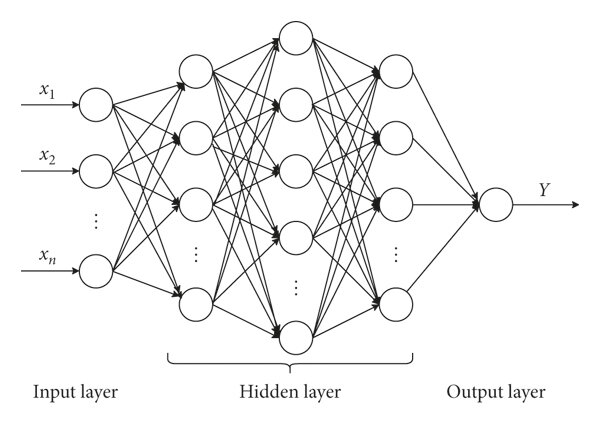 x1
x2
⋮
xn
⋮
⋮
⋮
Y
Input layer
Hidden layer
Output layer